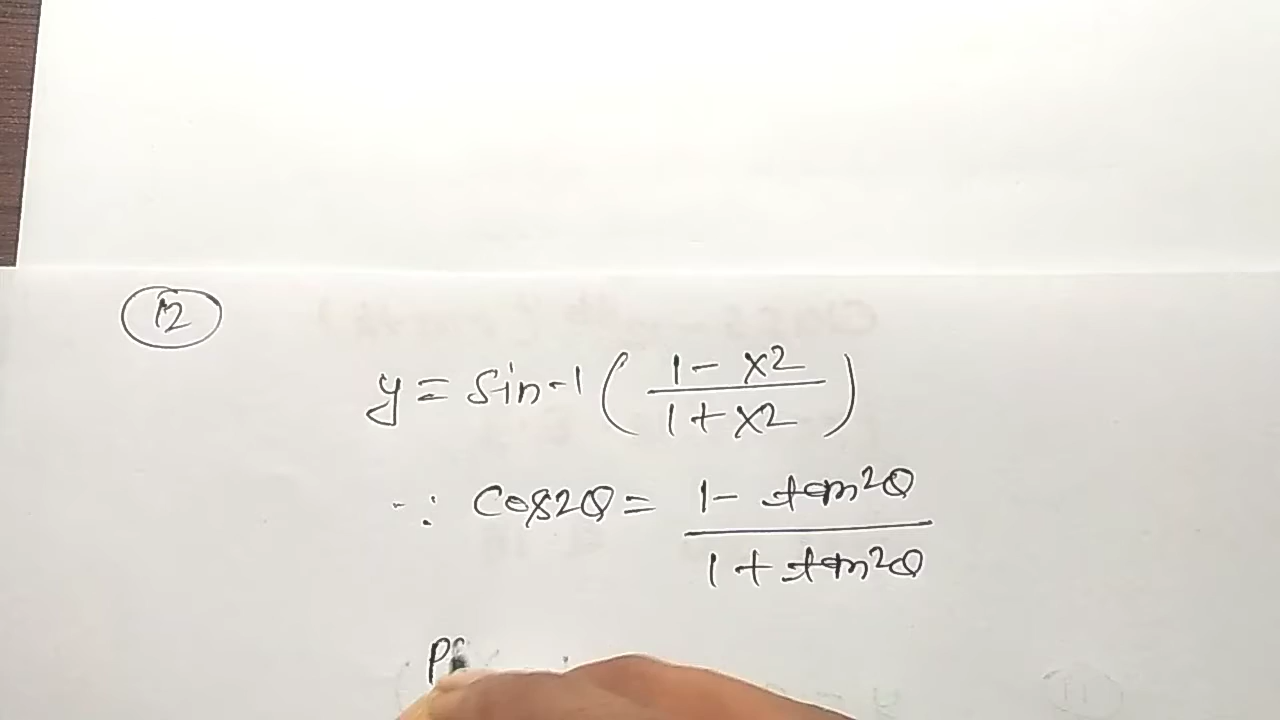 12
y = sin-1 ( 1 - x2 / 1 + x2 )
∵ Cos2θ = 1 - tan2θ / 1 + tan2θ